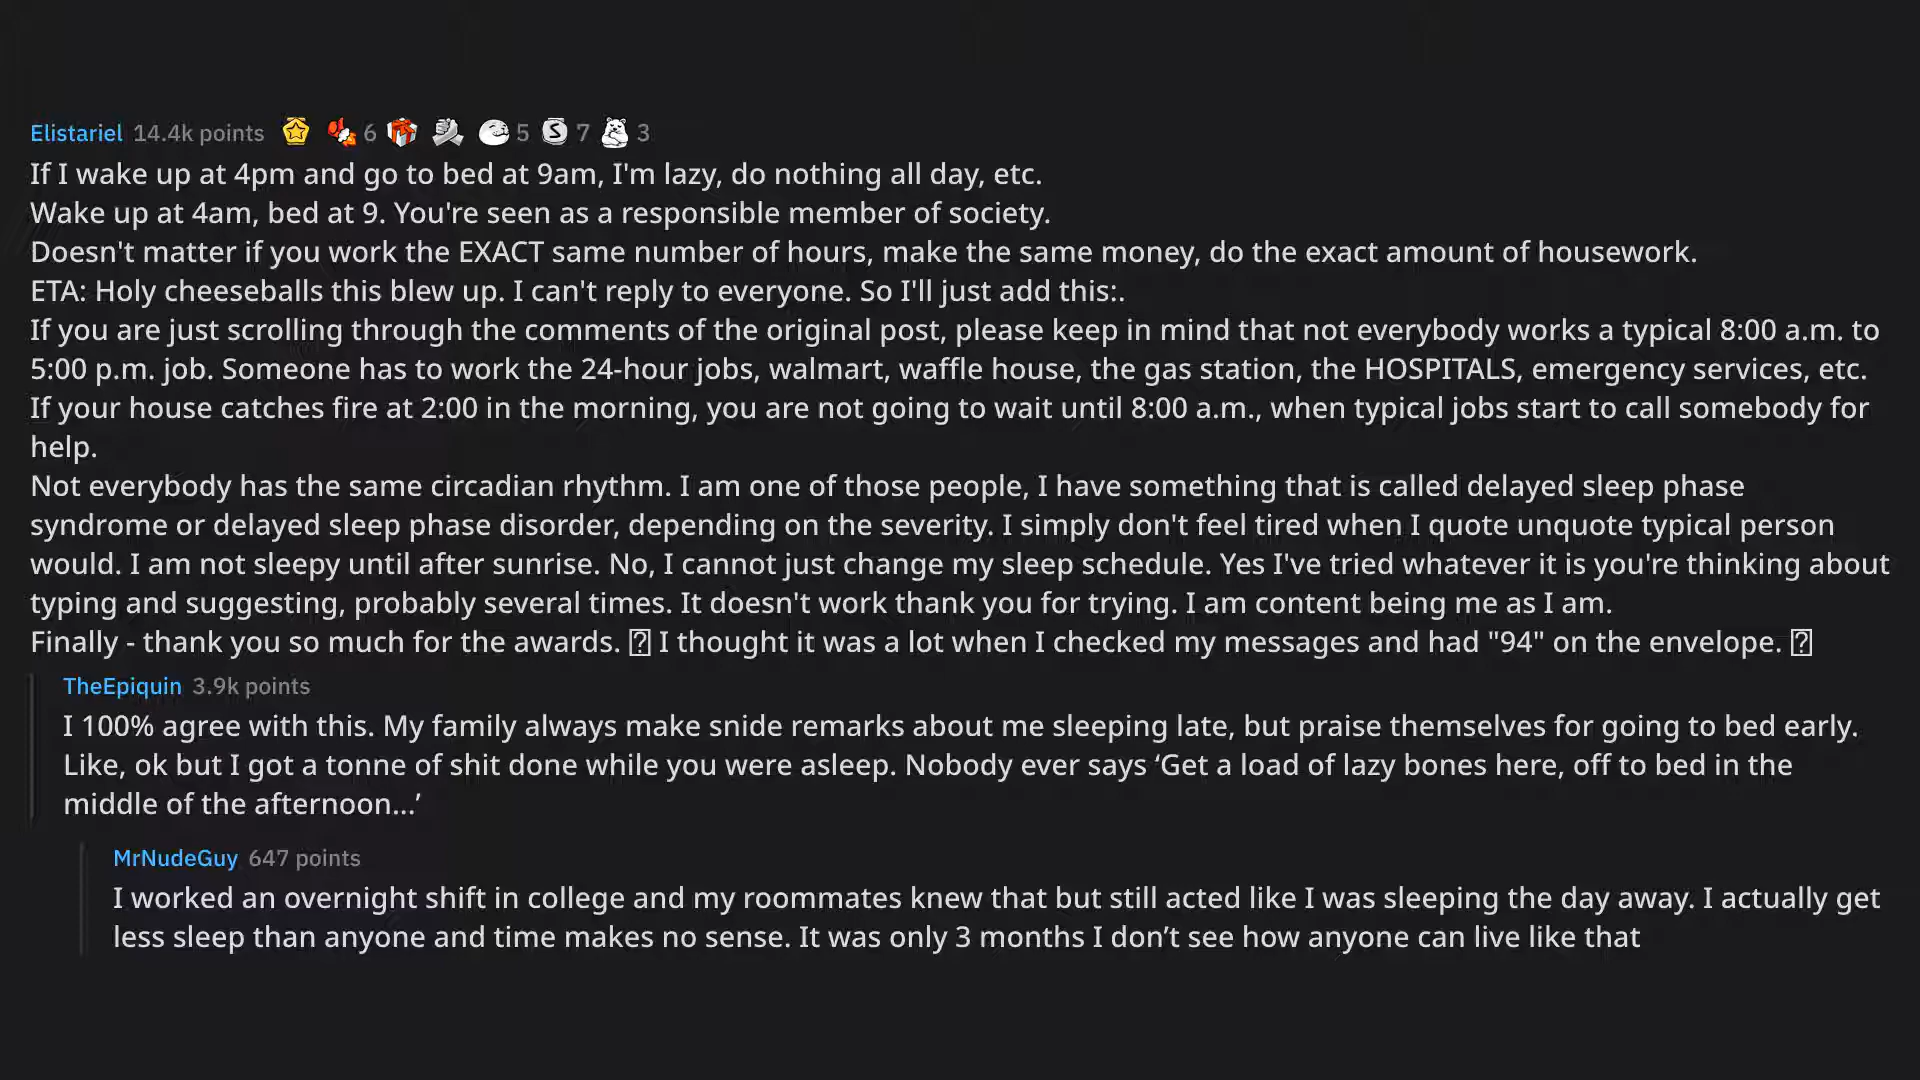 Elistariel 14.4k points 6 5 7 3
If I wake up at 4pm and go to bed at 9am, I'm lazy, do nothing all day, etc.
Wake up at 4am, bed at 9. You're seen as a responsible member of society.
Doesn't matter if you work the EXACT same number of hours, make the same money, do the exact amount of housework.
ETA: Holy cheeseballs this blew up. I can't reply to everyone. So I'll just add this:.
If you are just scrolling through the comments of the original post, please keep in mind that not everybody works a typical 8:00 a.m. to
5:00 p.m. job. Someone has to work the 24-hour jobs, walmart, waffle house, the gas station, the HOSPITALS, emergency services, etc.
If your house catches fire at 2:00 in the morning, you are not going to wait until 8:00 a.m., when typical jobs start to call somebody for
help.
Not everybody has the same circadian rhythm. I am one of those people, I have something that is called delayed sleep phase
syndrome or delayed sleep phase disorder, depending on the severity. I simply don't feel tired when I quote unquote typical person
would. I am not sleepy until after sunrise. No, I cannot just change my sleep schedule. Yes I've tried whatever it is you're thinking about
typing and suggesting, probably several times. It doesn't work thank you for trying. I am content being me as I am.
Finally - thank you so much for the awards. I thought it was a lot when I checked my messages and had "94" on the envelope.
TheEpiquin 3.9k points
I 100% agree with this. My family always make snide remarks about me sleeping late, but praise themselves for going to bed early.
Like, ok but I got a tonne of shit done while you were asleep. Nobody ever says ‘Get a load of lazy bones here, off to bed in the
middle of the afternoon...’
MrNudeGuy 647 points
I worked an overnight shift in college and my roommates knew that but still acted like I was sleeping the day away. I actually get
less sleep than anyone and time makes no sense. It was only 3 months I don’t see how anyone can live like that